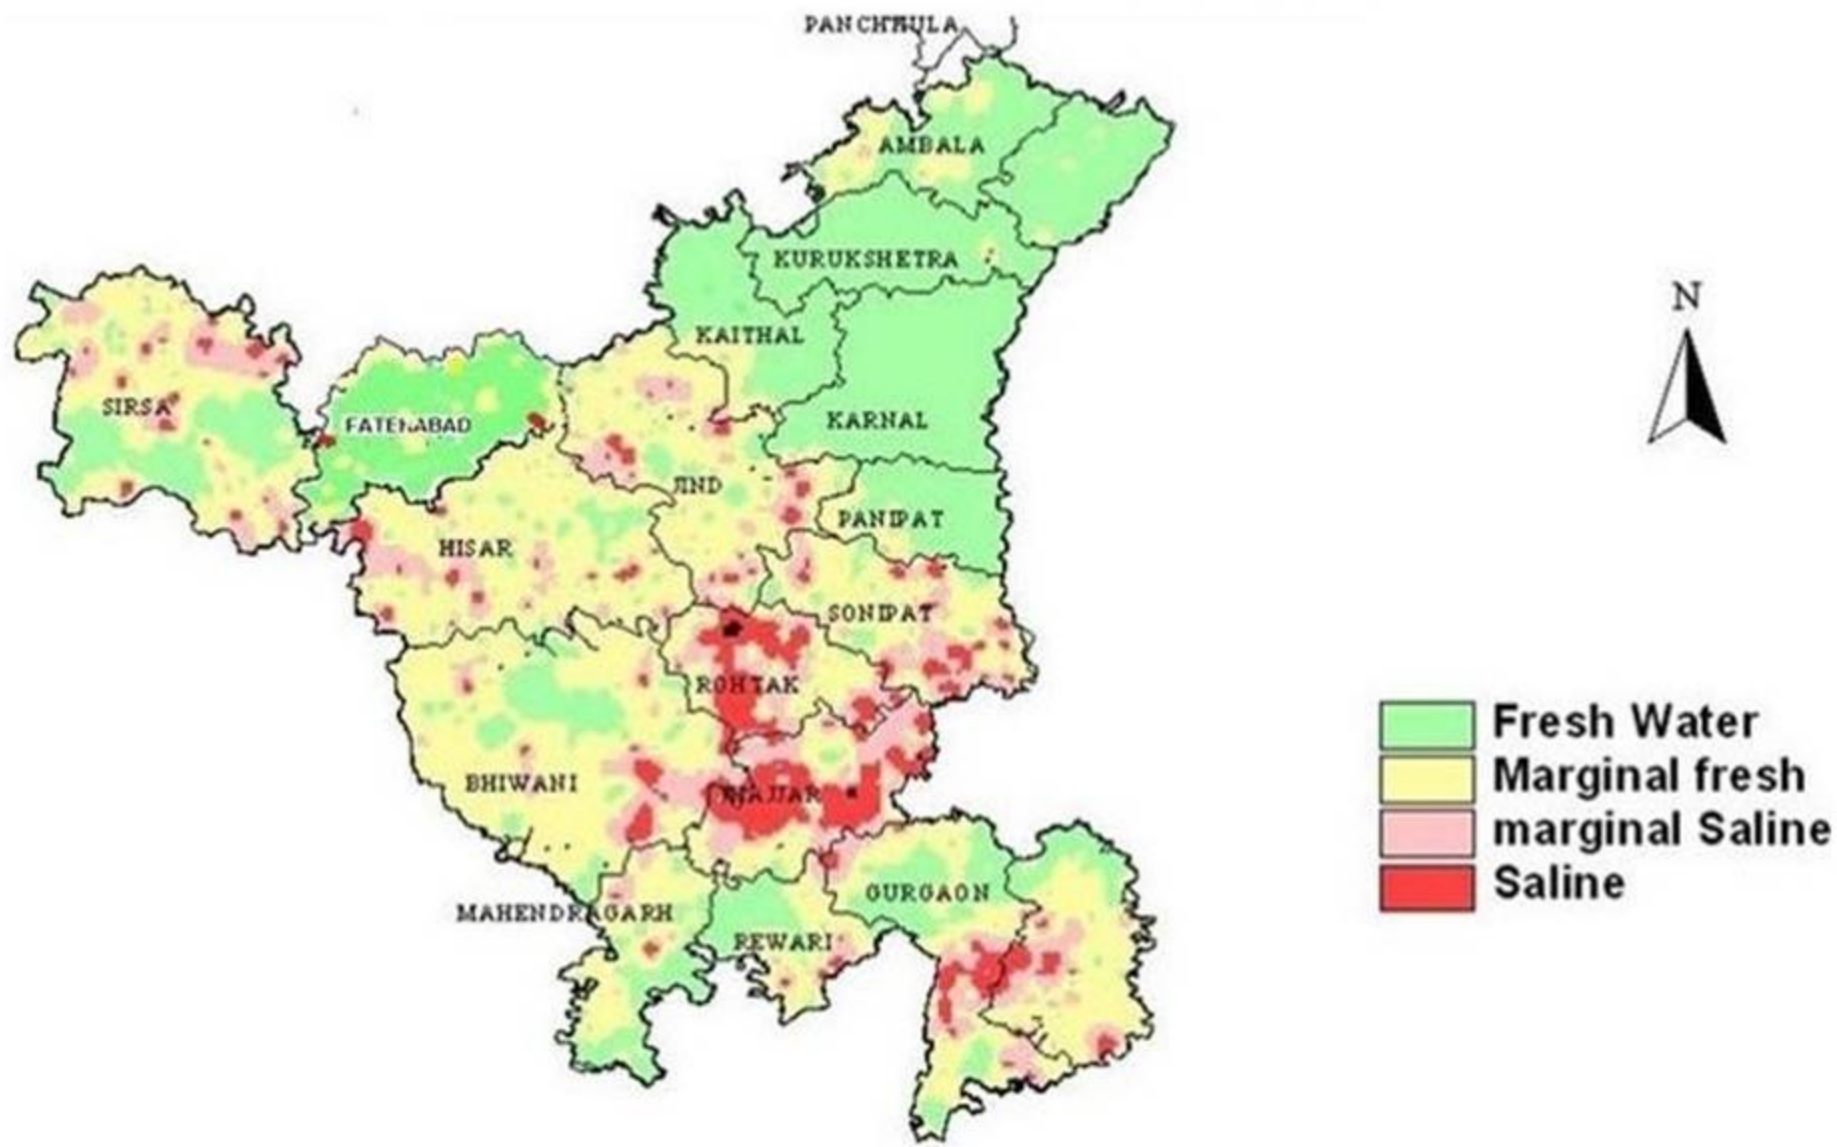 PANCHKULA
AMBALA
KURUKSHETRA
KAITHAL
N
SIRSA
FATEHABAD
KARNAL
JIND
PANIPAT
HISAR
SONIPAT
ROHTAK
BHIWANI
JHAJJAR
MAHENDRAGARH
GURGAON
REWARI
Fresh Water
Marginal fresh
marginal Saline
Saline